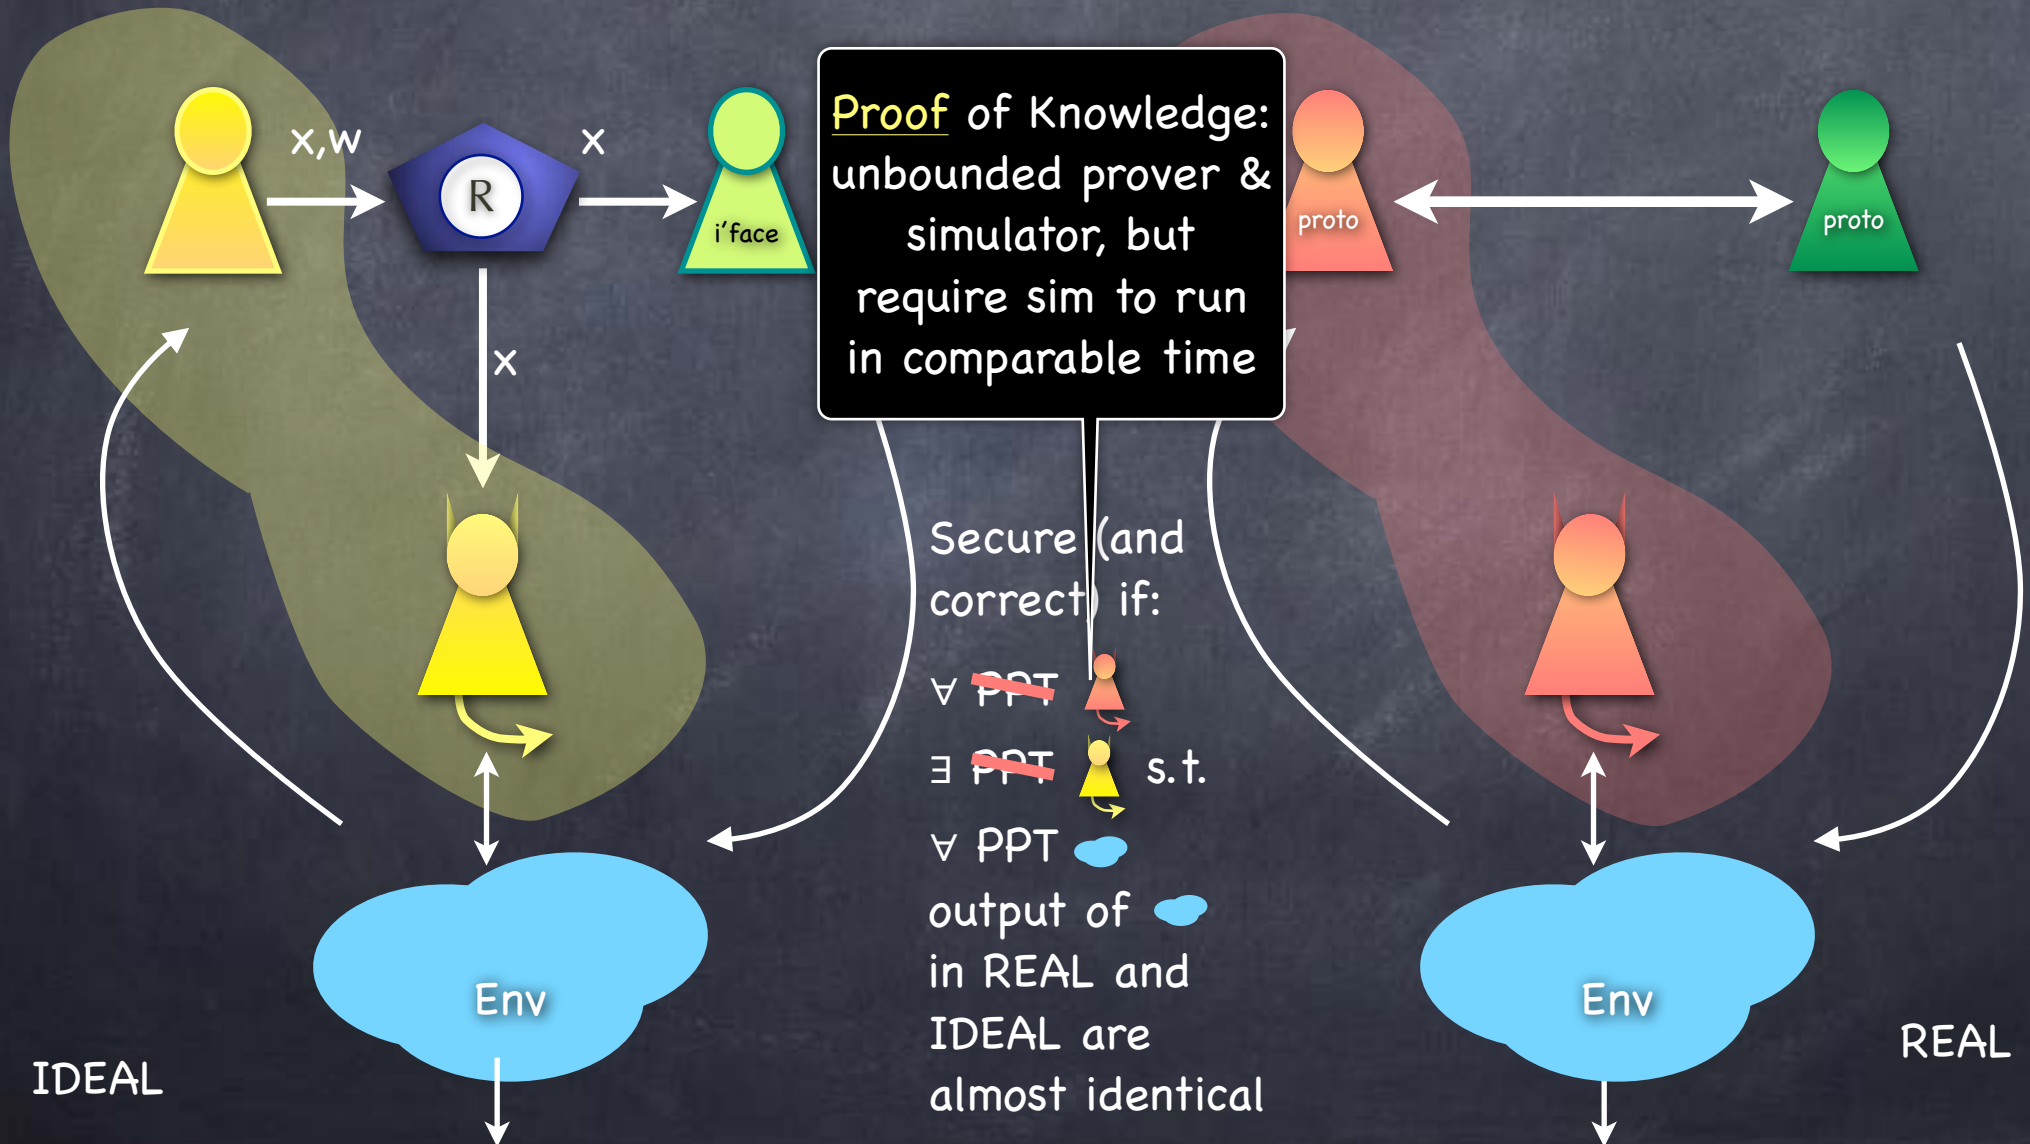 x,w
R
x
i'face
x
Proof of Knowledge:
unbounded prover &
simulator, but
require sim to run
in comparable time
proto
proto
Secure (and
correct) if:
∀ PPT
∃ PPT s.t.
∀ PPT
output of
in REAL and
IDEAL are
almost identical
Env
Env
IDEAL
REAL